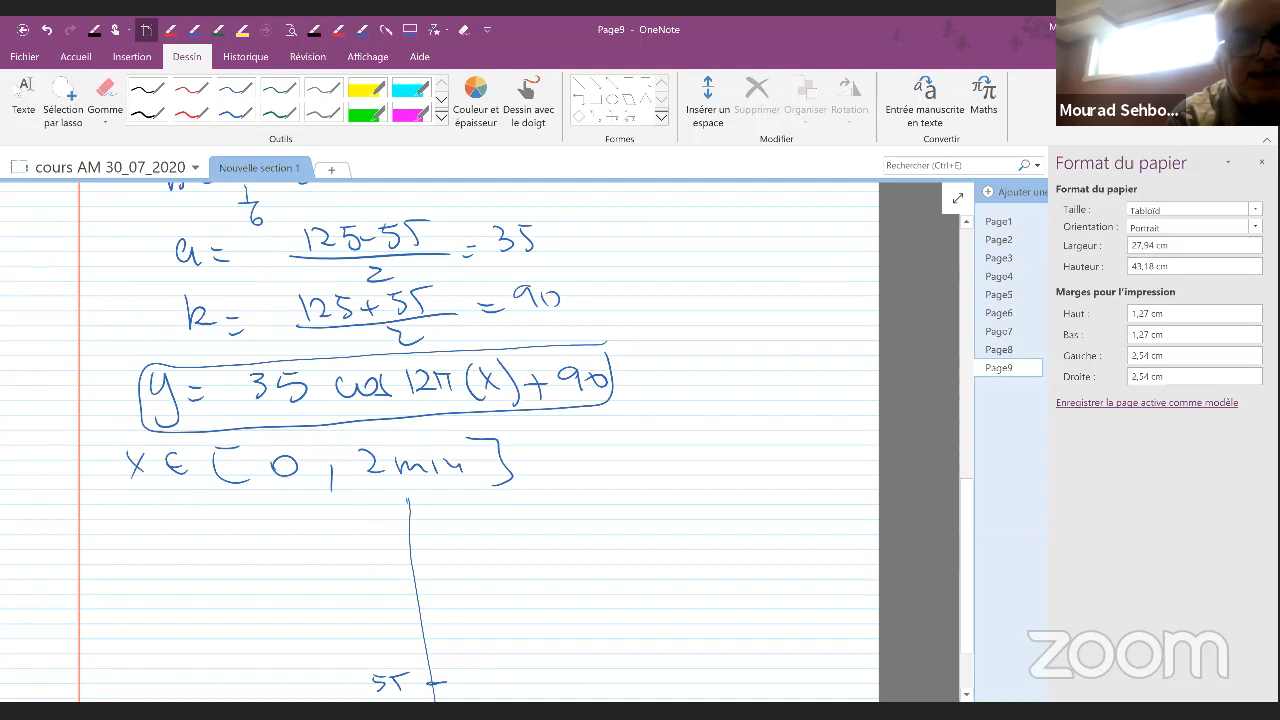 Page9 - OneNote
M
Fichier Accueil Insertion Dessin Historique Révision Affichage Aide
Texte
Sélection par lasso
Gomme
Couleur et épaisseur
Dessin avec le doigt
Insérer un espace
Supprimer
Organiser
Rotation
Entrée manuscrite en texte
Maths
Outils Formes Modifier Convertir
Mourad Sehbo...
cours AM 30_07_2020
Nouvelle section 1
Rechercher (Ctrl+E)
Ajouter une
Page1
Page2
Page3
Page4
Page5
Page6
Page7
Page8
Page9
Format du papier
Format du papier
Taille : Tabloïd
Orientation : Portrait
Largeur : 27,94 cm
Hauteur : 43,18 cm
Marges pour l'impression
Haut : 1,27 cm
Bas : 1,27 cm
Gauche : 2,54 cm
Droite : 2,54 cm
Enregistrer la page active comme modèle
1/6
a = (125-55)/2 = 35
k = (125+55)/2 = 90
y = 35 cos 12π (x) + 90
x ∈ [ 0 , 2 min ]
55
zoom